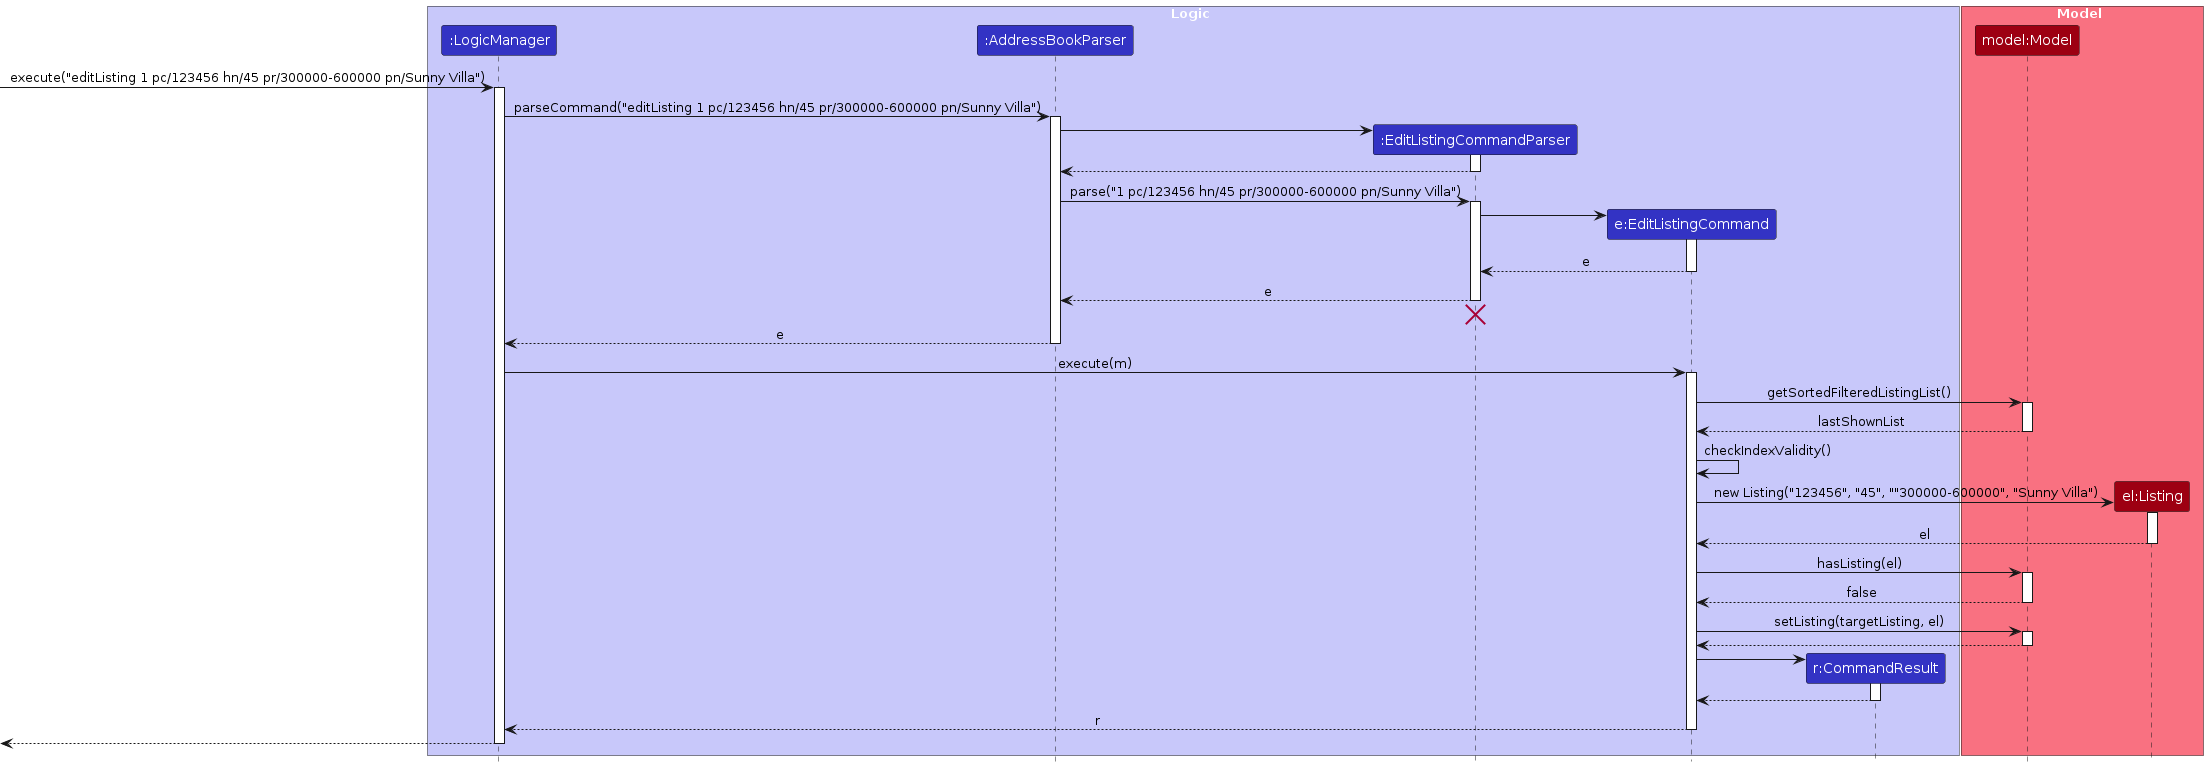 Logic
Model
:LogicManager
:AddressBookParser
model:Model
execute("editListing 1 pc/123456 hn/45 pr/300000-600000 pn/Sunny Villa")
parseCommand("editListing 1 pc/123456 hn/45 pr/300000-600000 pn/Sunny Villa")
:EditListingCommandParser
parse("1 pc/123456 hn/45 pr/300000-600000 pn/Sunny Villa")
e:EditListingCommand
e
e
e
execute(m)
getSortedFilteredListingList()
lastShownList
checkIndexValidity()
new Listing("123456", "45", ""300000-600000", "Sunny Villa")
el:Listing
el
hasListing(el)
false
setListing(targetListing, el)
r:CommandResult
r